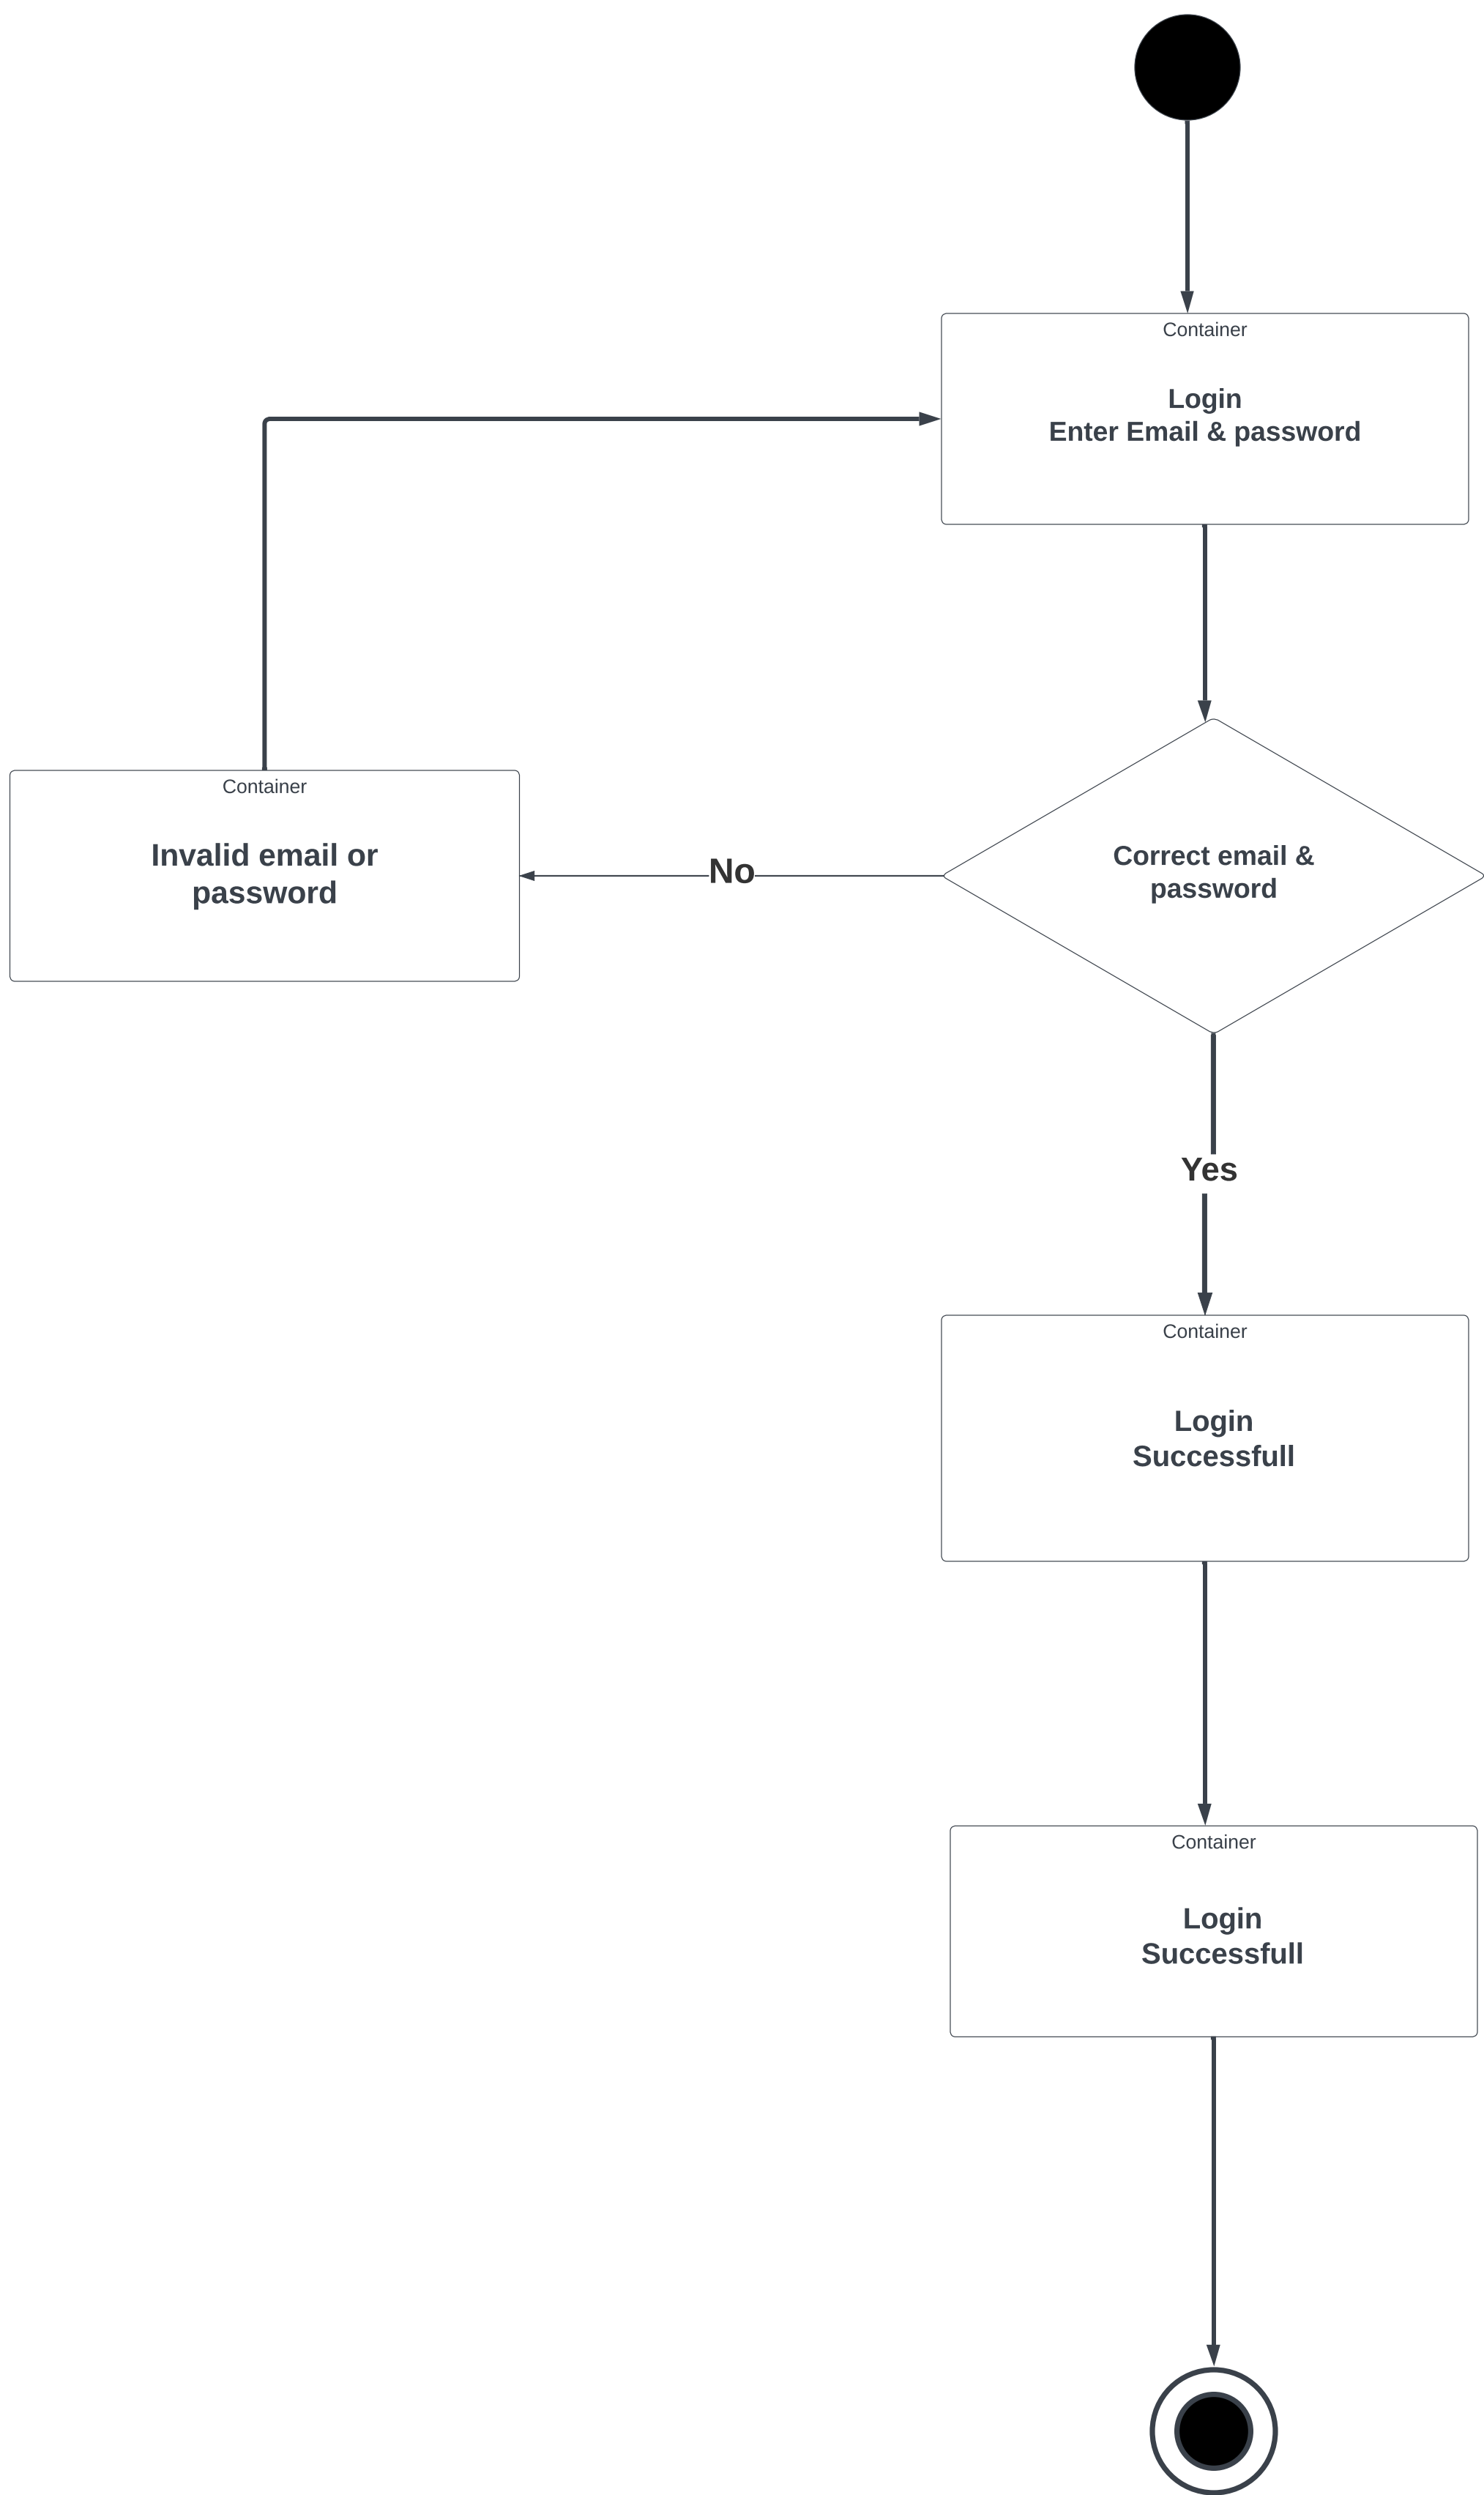 Container
Login
Enter Email & password
Container
Invalid email or
password
No
Correct email &
password
Yes
Container
Login
Successfull
Container
Login
Successfull